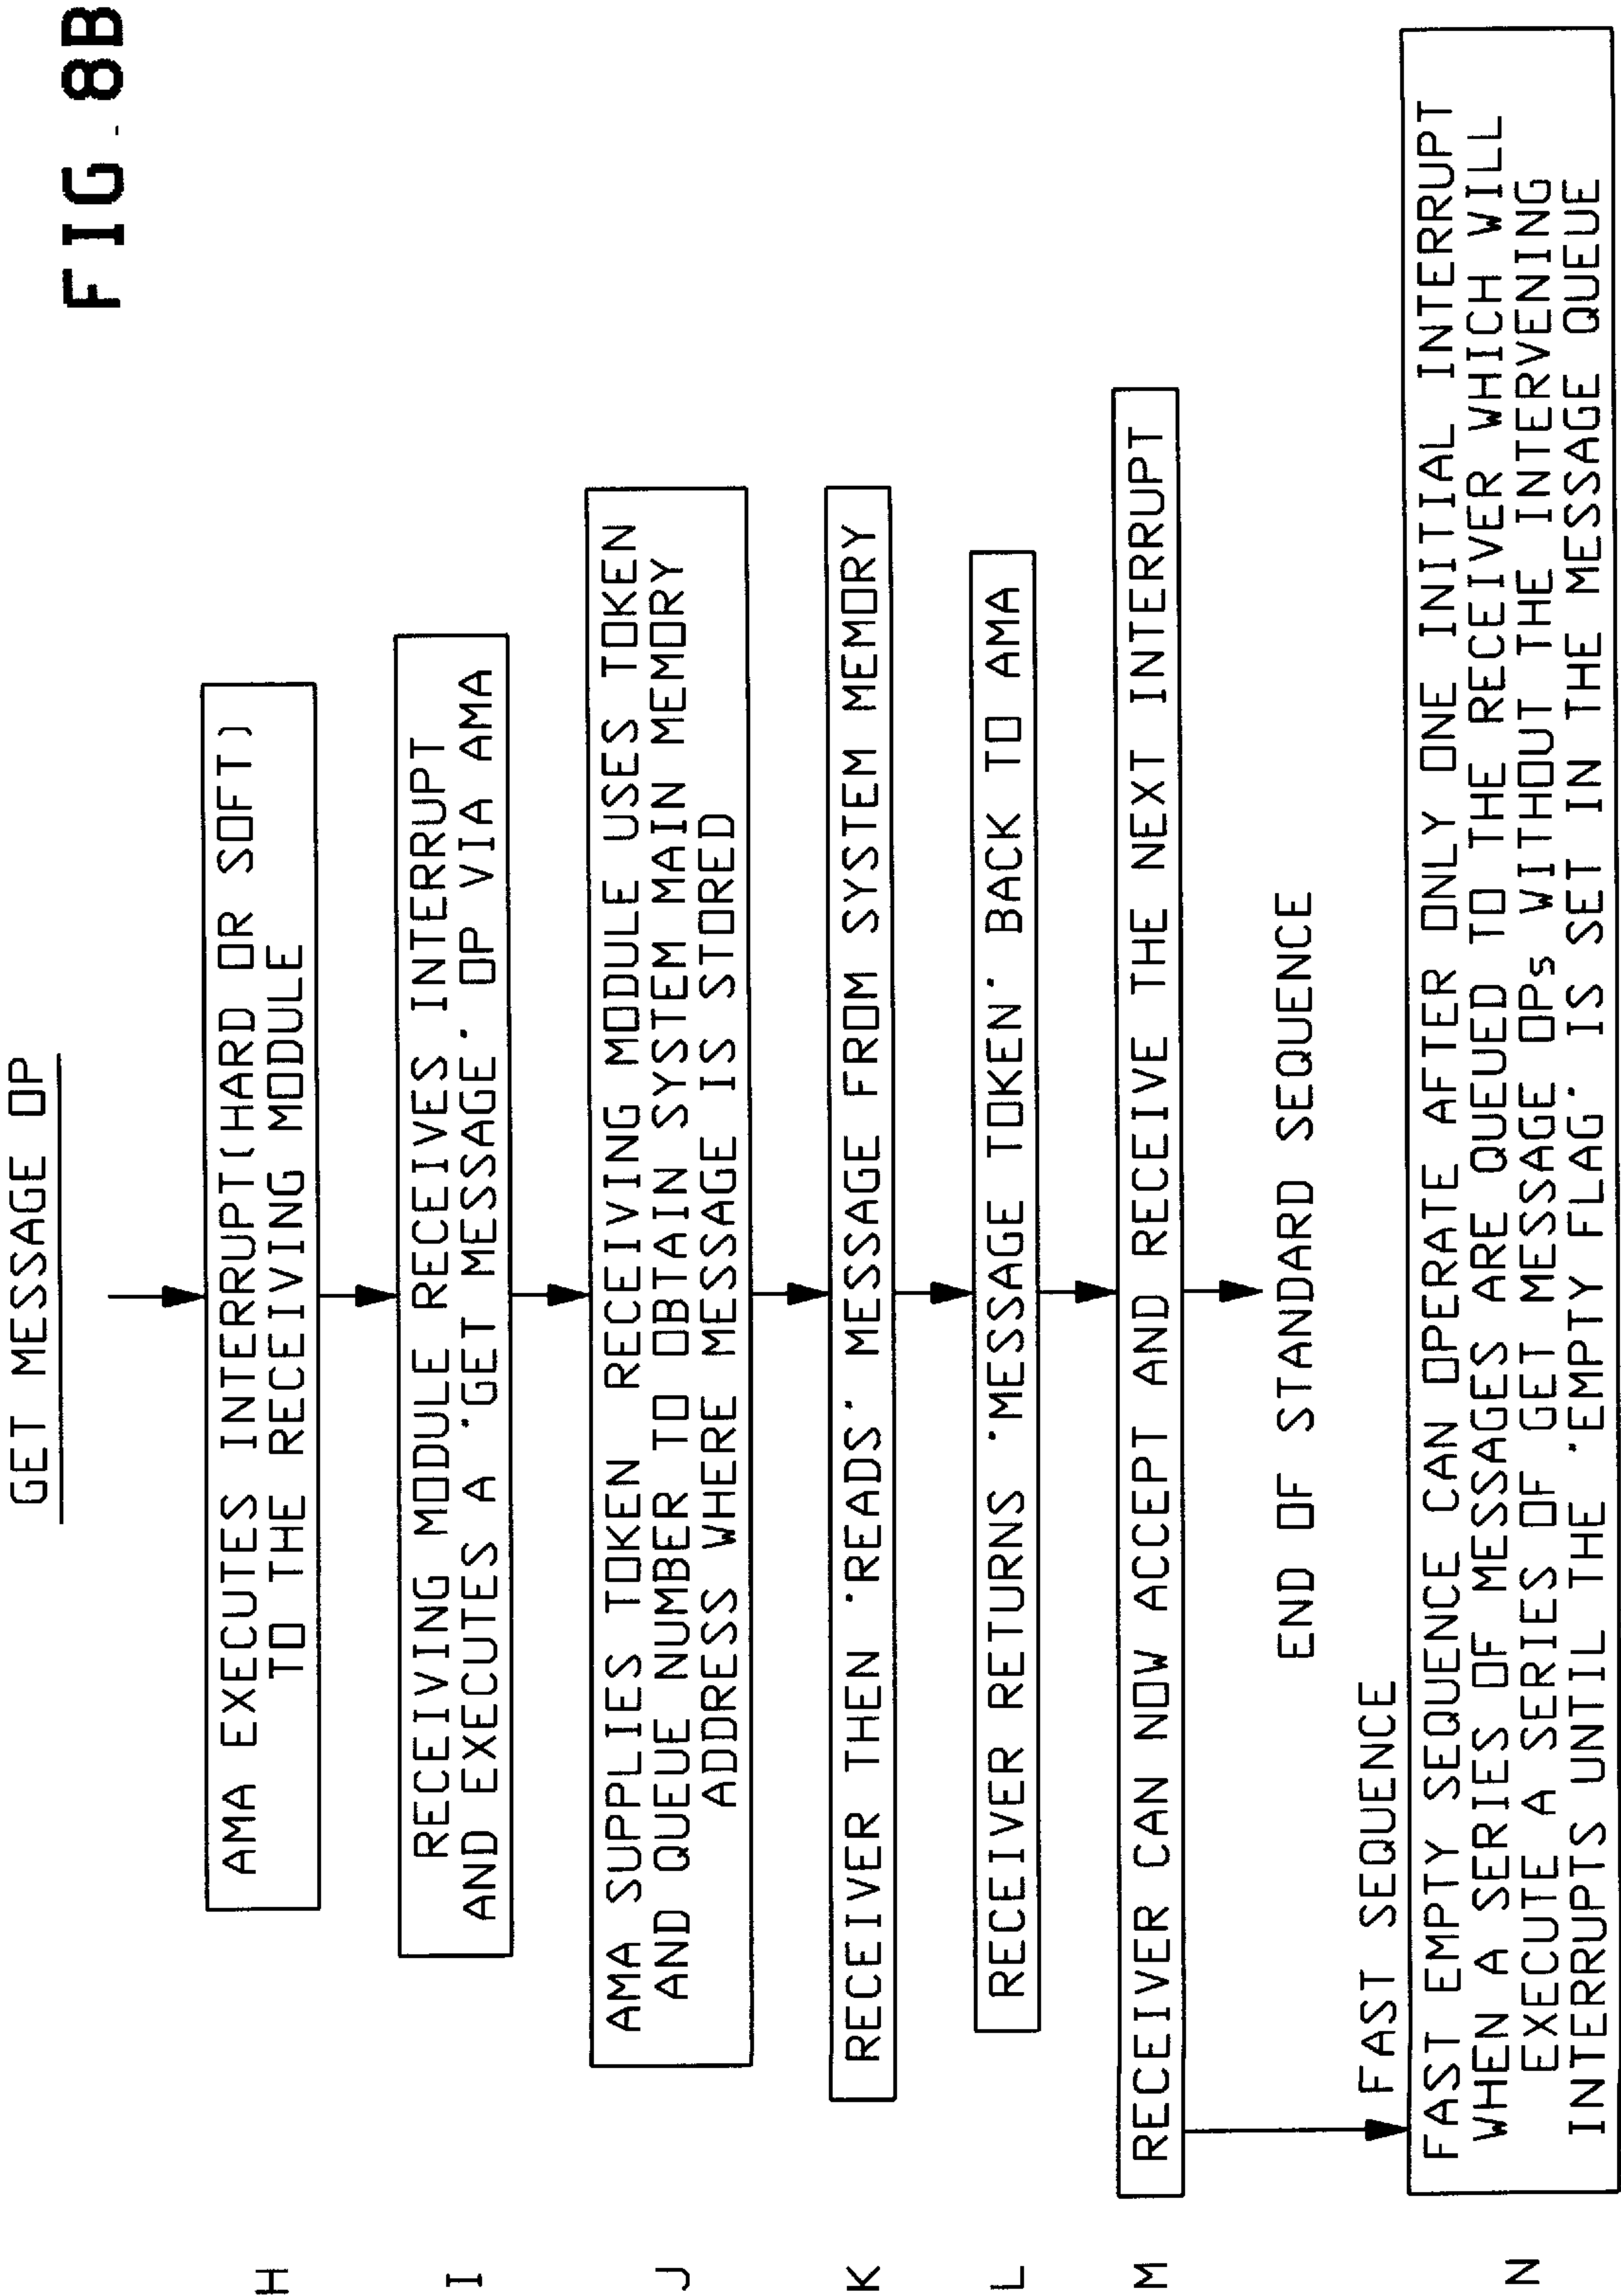 FIG. 8B
GET MESSAGE OP
H
AMA EXECUTES INTERRUPT(HARD OR SOFT)
TO THE RECEIVING MODULE
I
RECEIVING MODULE RECEIVES INTERRUPT
AND EXECUTES A "GET MESSAGE" OP VIA AMA
J
AMA SUPPLIES TOKEN RECEIVING MODULE USES TOKEN
AND QUEUE NUMBER TO OBTAIN SYSTEM MAIN MEMORY
ADDRESS WHERE MESSAGE IS STORED
K
RECEIVER THEN "READS" MESSAGE FROM SYSTEM MEMORY
L
RECEIVER RETURNS "MESSAGE TOKEN" BACK TO AMA
M
RECEIVER CAN NOW ACCEPT AND RECEIVE THE NEXT INTERRUPT
END OF STANDARD SEQUENCE
FAST SEQUENCE
N
FAST EMPTY SEQUENCE CAN OPERATE AFTER ONLY ONE INITIAL INTERRUPT
WHEN A SERIES OF MESSAGES ARE QUEUED TO THE RECEIVER WHICH WILL
EXECUTE A SERIES OF GET MESSAGE OPs WITHOUT THE INTERVENING
INTERRUPTS UNTIL THE "EMPTY FLAG" IS SET IN THE MESSAGE QUEUE